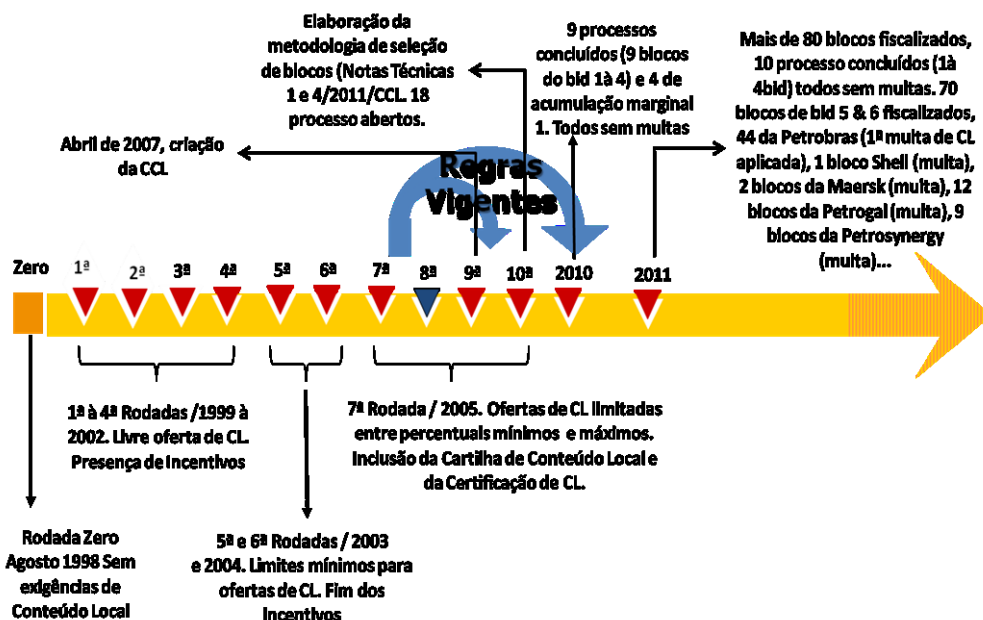 Elaboração da
metodologia de seleção
de blocos (Notas Técnicas
1 e 4/2011/CCL. 18
processo abertos.
9 processos
concluídos (9 blocos
do bid 1à 4) e 4 de
acumulação marginal
1. Todos sem multas
Mais de 80 blocos fiscalizados,
10 processo concluídos (1à
4bid) todos sem multas. 70
blocos de bid 5 & 6 fiscalizados,
44 da Petrobras (1ª multa de CL
aplicada), 1 bloco Shell (multa),
2 blocos da Maersk (multa), 12
blocos da Petrogal (multa), 9
blocos da Petrosynergy
(multa)...
Abril de 2007, criação
da CCL
Regras
Vigentes
Zero 1ª 2ª 3ª 4ª 5ª 6ª 7ª 8ª 9ª 10ª 2010 2011
1ª à 4ª Rodadas /1999 à
2002. Livre oferta de CL.
Presença de Incentivos
7ª Rodada / 2005. Ofertas de CL limitadas
entre percentuais mínimos e máximos.
Inclusão da Cartilha de Conteúdo Local e
da Certificação de CL.
Rodada Zero
Agosto 1998 Sem
exigências de
Conteúdo Local
5ª e 6ª Rodadas / 2003
e 2004. Limites mínimos para
ofertas de CL. Fim dos
Incentivos